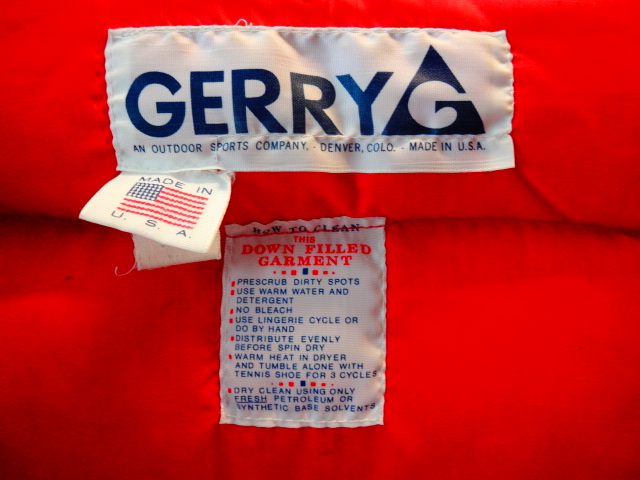 GERRY G
AN OUTDOOR SPORTS COMPANY. - DENVER, COLO. - MADE IN U.S.A.
MADE IN
U. S. A.
HOW TO CLEAN
THIS
DOWN FILLED
GARMENT
PRESCRUB DIRTY SPOTS
USE WARM WATER AND
DETERGENT
NO BLEACH
USE LINGERIE CYCLE OR
DO BY HAND
DISTRIBUTE EVENLY
BEFORE SPIN DRY
WARM HEAT IN DRYER
AND TUMBLE ALONE WITH
TENNIS SHOE FOR 3 CYCLES
DRY CLEAN USING ONLY
FRESH PETROLEUM OR
SYNTHETIC BASE SOLVENTS